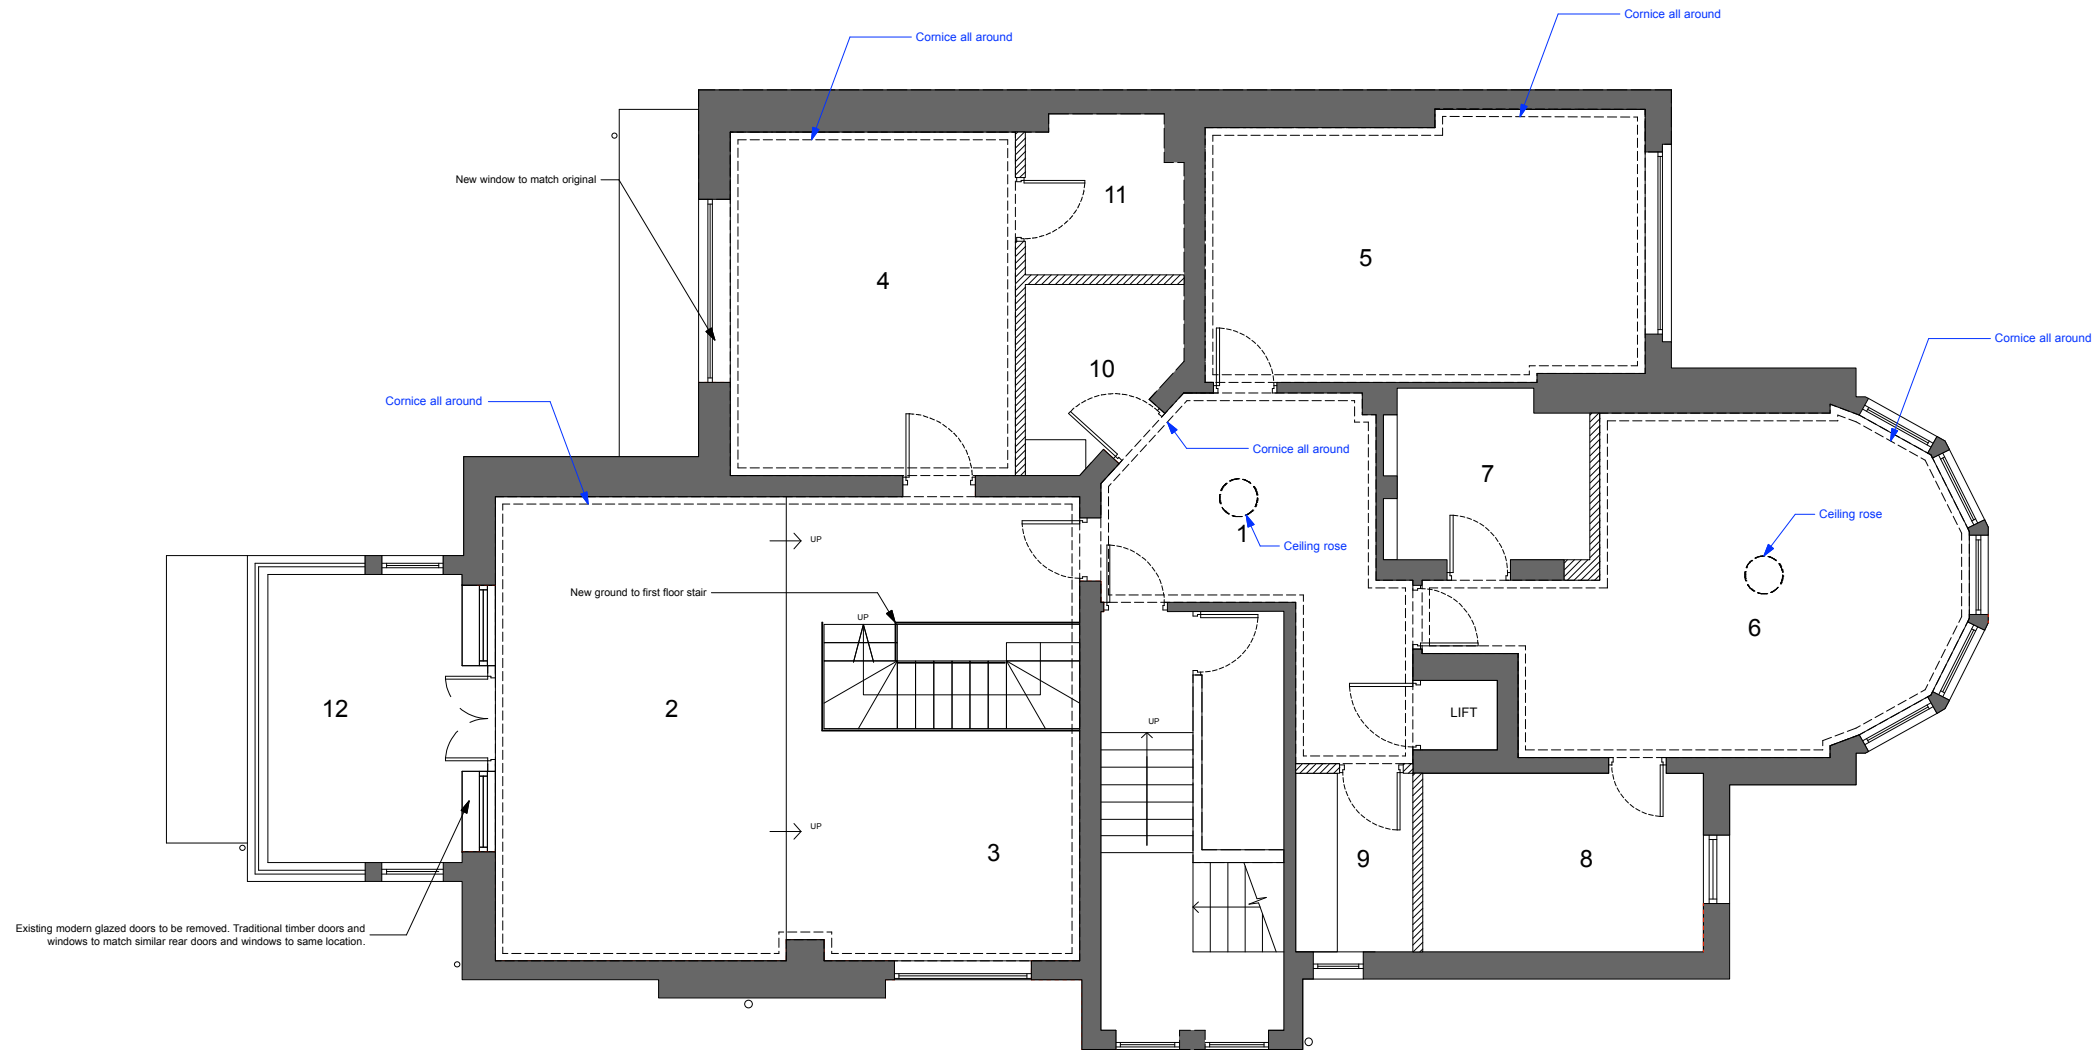 Cornice all around
Cornice all around
New window to match original
11
5
4
Cornice all around
10
Cornice all around
Cornice all around
7
Ceiling rose
1
Ceiling rose
UP
New ground to first floor stair
UP
6
12
2
LIFT
UP
UP
3
9
8
Existing modern glazed doors to be removed. Traditional timber doors and
windows to match similar rear doors and windows to same location.